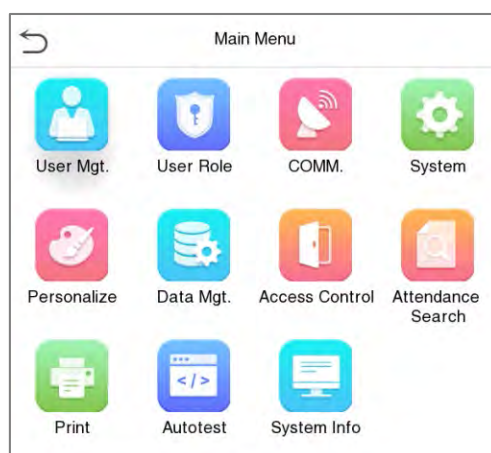 Main Menu
User Mgt.
User Role
COMM.
System
Personalize
Data Mgt.
Access Control
Attendance
Search
Print
Autotest
System Info